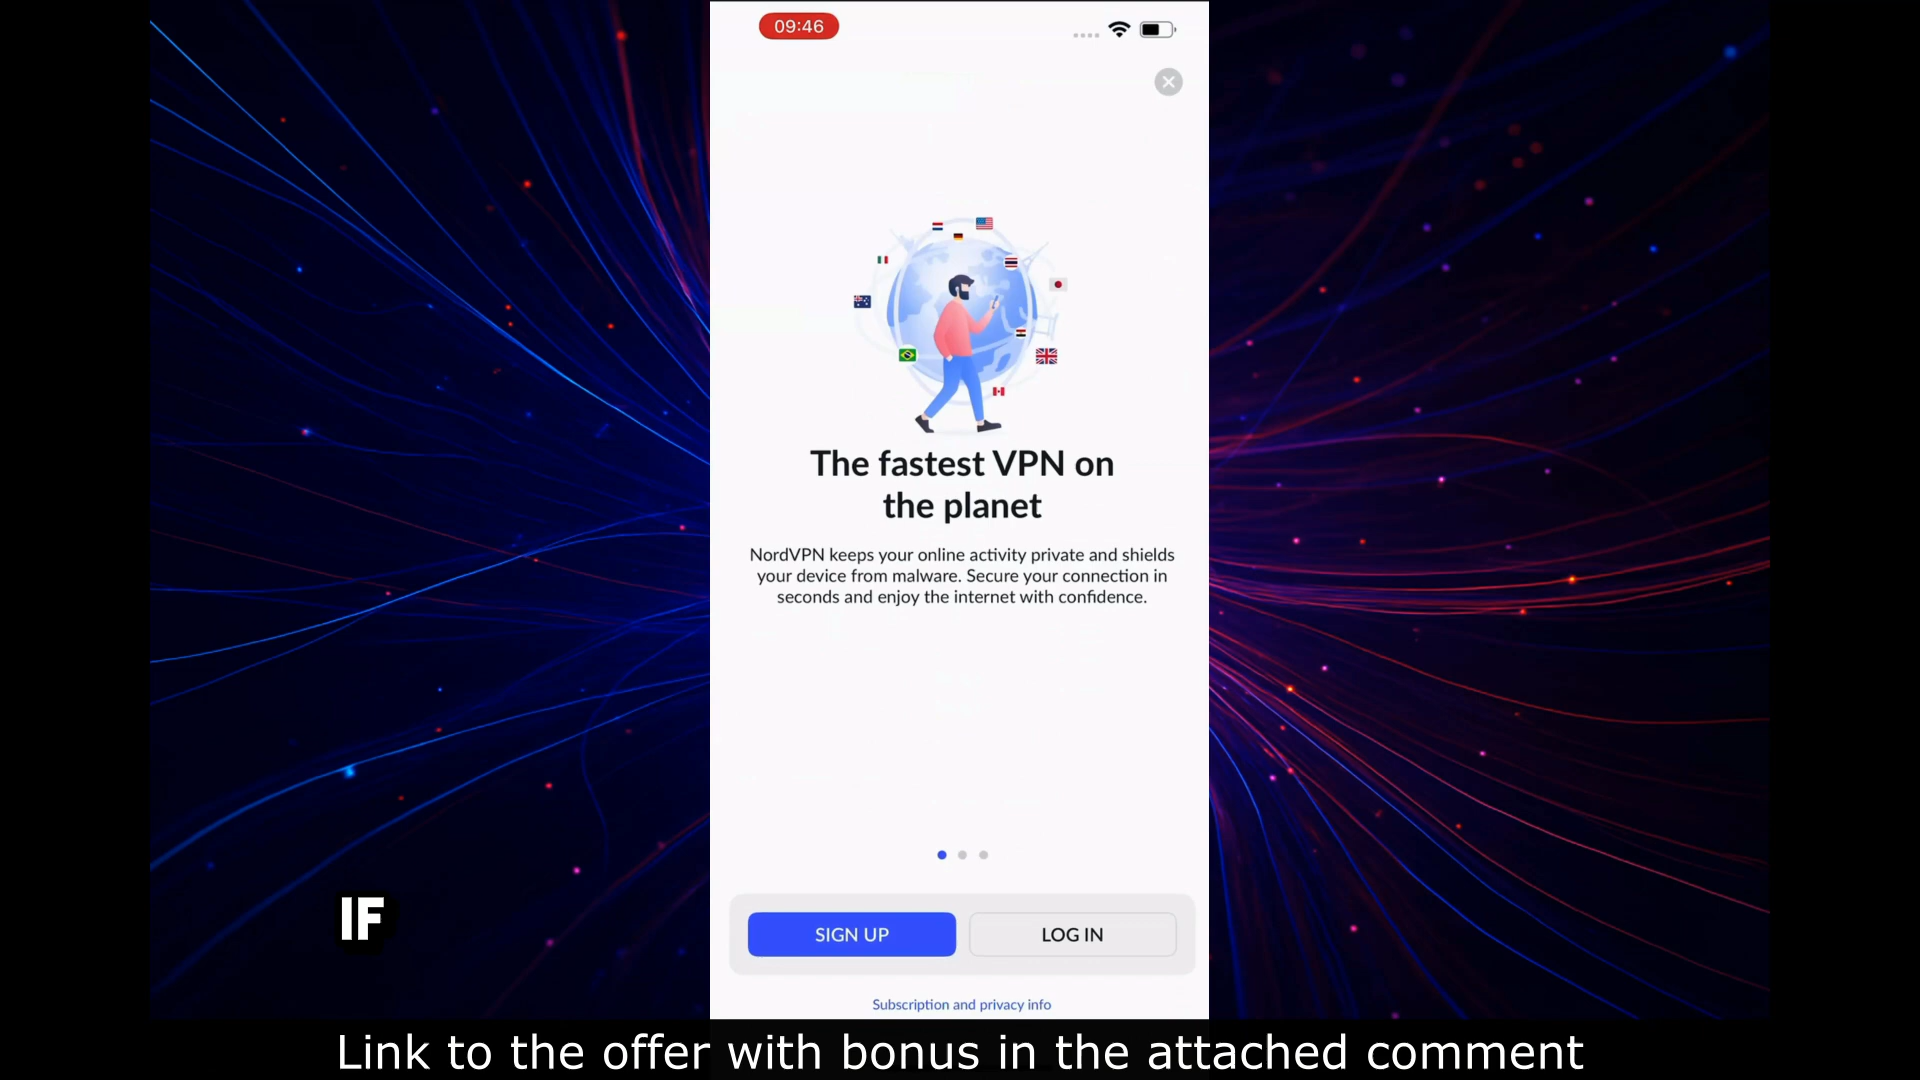 09:46
The fastest VPN on
the planet
NordVPN keeps your online activity private and shields
your device from malware. Secure your connection in
seconds and enjoy the internet with confidence.
SIGN UP
LOG IN
IF
Subscription and privacy info
Link to the offer with bonus in the attached comment